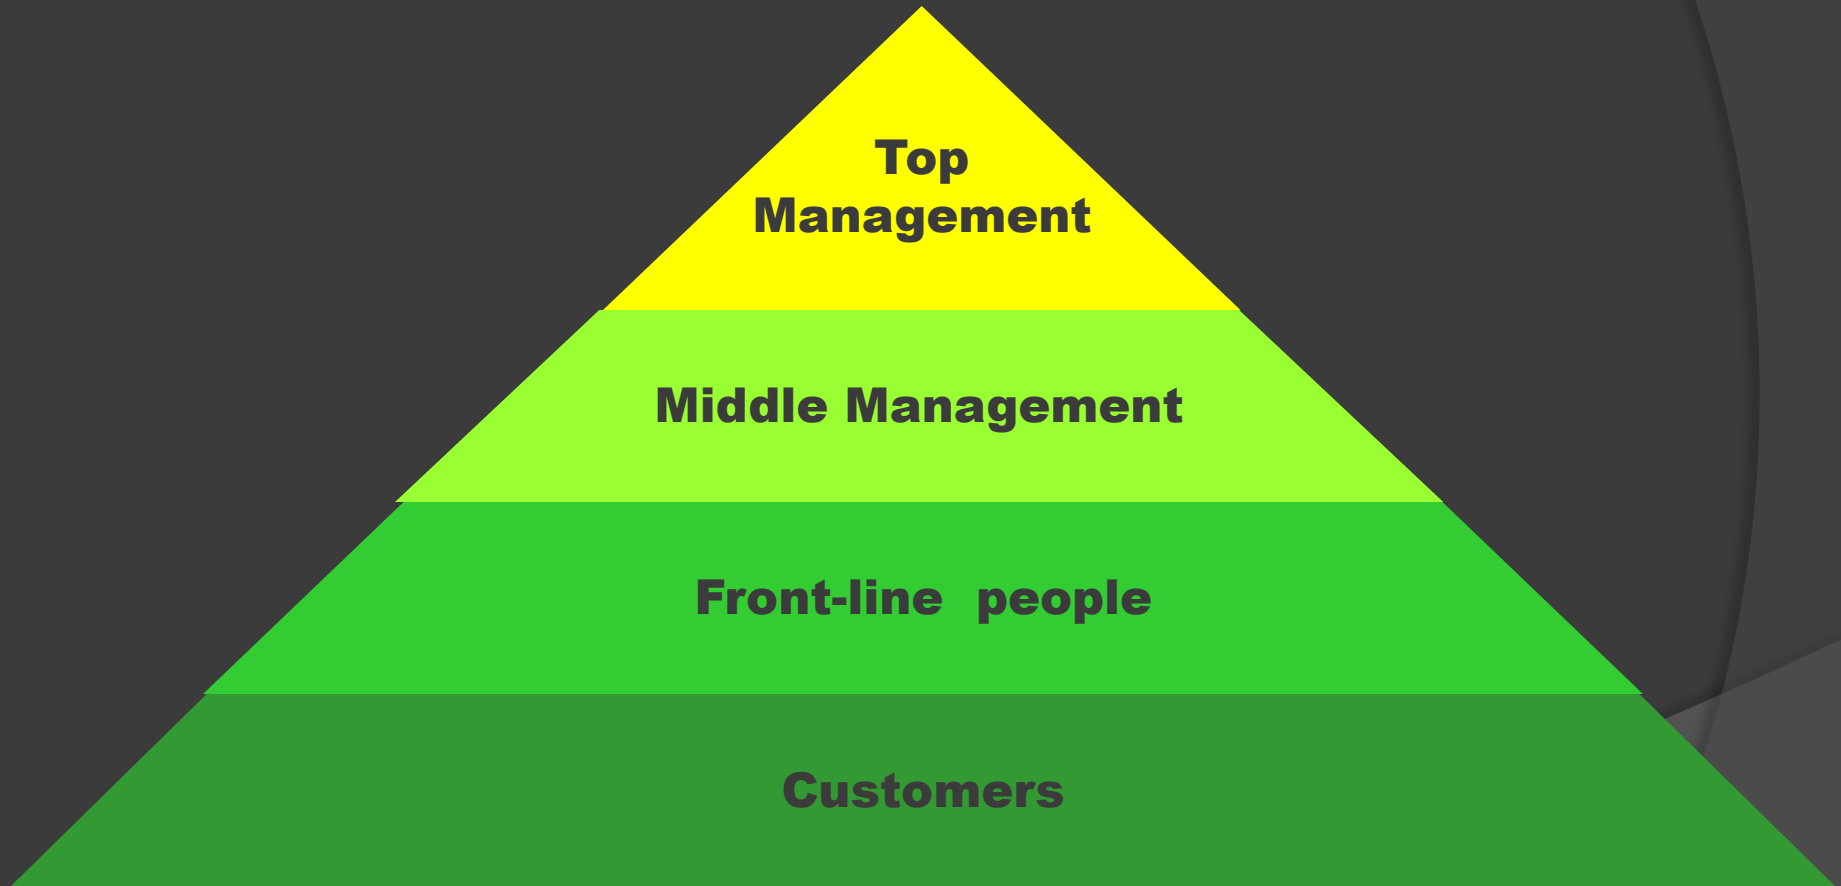 Top
Management
Middle Management
Front-line people
Customers